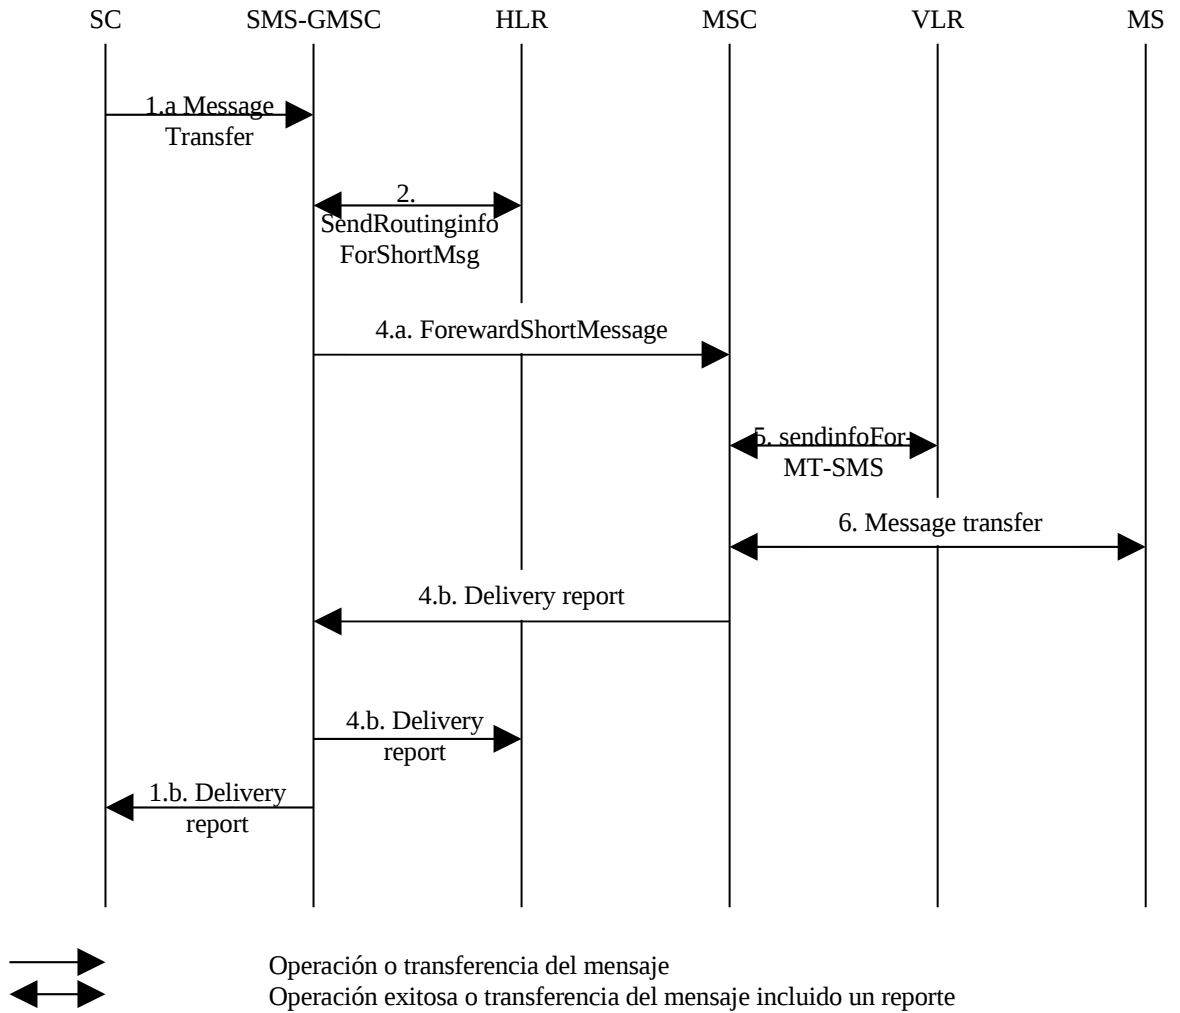 SC SMS-GMSC HLR MSC VLR MS
1.a Message
Transfer
2.
SendRoutinginfo
ForShortMsg
4.a. ForewardShortMessage
5. sendinfoFor-
MT-SMS
6. Message transfer
4.b. Delivery report
4.b. Delivery
report
1.b. Delivery
report
Operación o transferencia del mensaje
Operación exitosa o transferencia del mensaje incluido un reporte